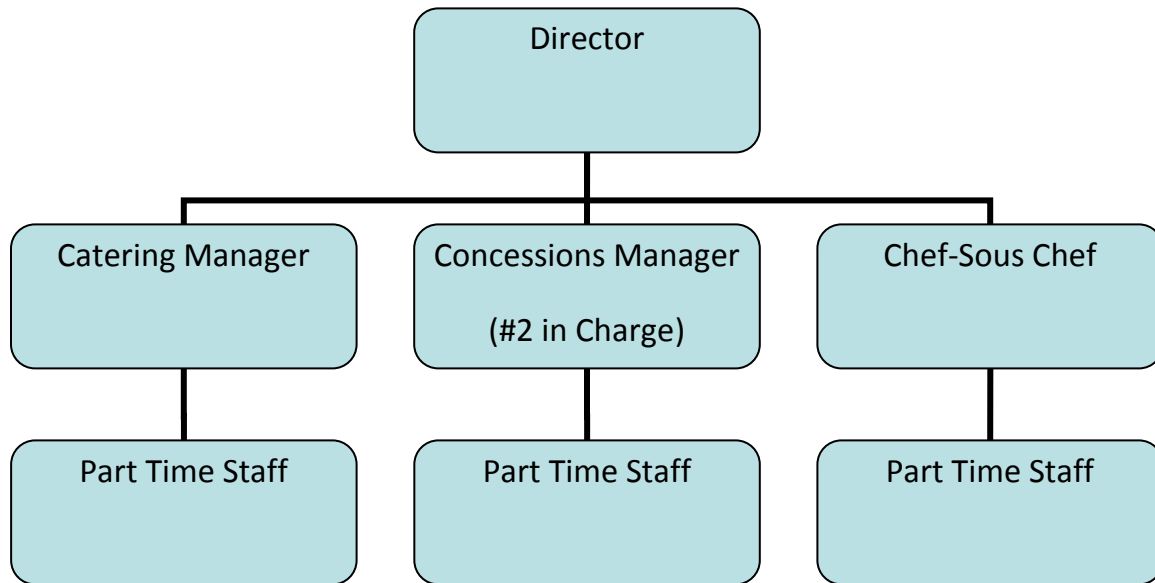 Director
Catering Manager
Concessions Manager
(#2 in Charge)
Chef-Sous Chef
Part Time Staff
Part Time Staff
Part Time Staff